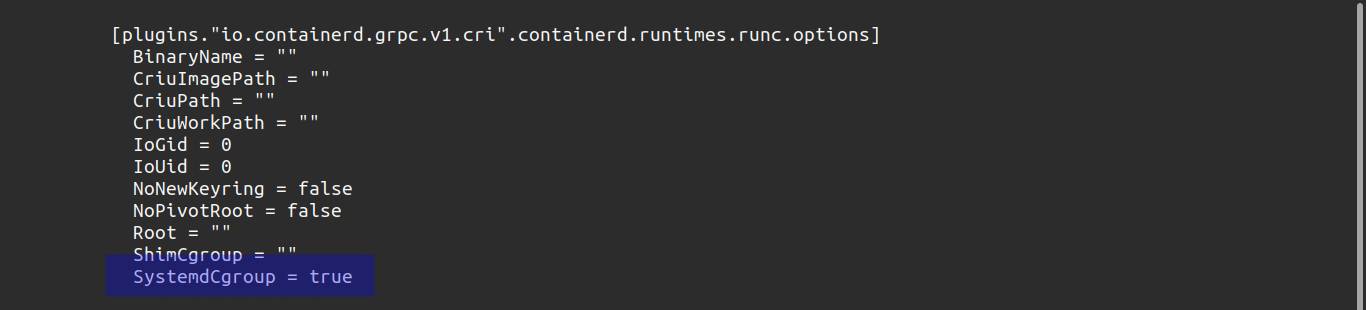 [plugins."io.containerd.grpc.v1.cri".containerd.runtimes.runc.options]
BinaryName = ""
CriuImagePath = ""
CriuPath = ""
CriuWorkPath = ""
IoGid = 0
IoUid = 0
NoNewKeyring = false
NoPivotRoot = false
Root = ""
ShimCgroup = ""
SystemdCgroup = true